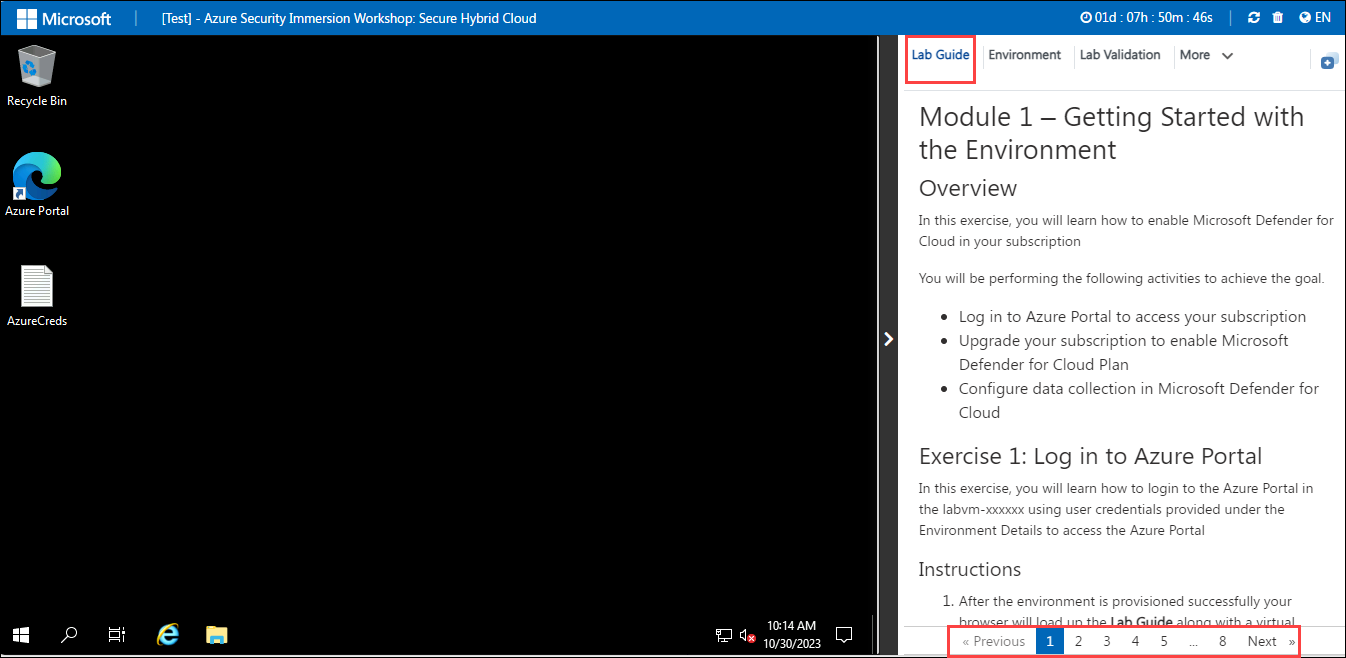 Microsoft
[Test] - Azure Security Immersion Workshop: Secure Hybrid Cloud
01d : 07h : 50m : 46s
EN
Recycle Bin
Azure Portal
AzureCreds
10:14 AM
10/30/2023
Lab Guide
Environment
Lab Validation
More
Module 1 – Getting Started with
the Environment
Overview
In this exercise, you will learn how to enable Microsoft Defender for
Cloud in your subscription
You will be performing the following activities to achieve the goal.
• Log in to Azure Portal to access your subscription
• Upgrade your subscription to enable Microsoft
Defender for Cloud Plan
• Configure data collection in Microsoft Defender for
Cloud
Exercise 1: Log in to Azure Portal
In this exercise, you will learn how to login to the Azure Portal in
the labvm-xxxxxx using user credentials provided under the
Environment Details to access the Azure Portal
Instructions
1. After the environment is provisioned successfully your
browser will load up the Lab Guide along with a virtual
« Previous 1 2 3 4 5 ... 8 Next »